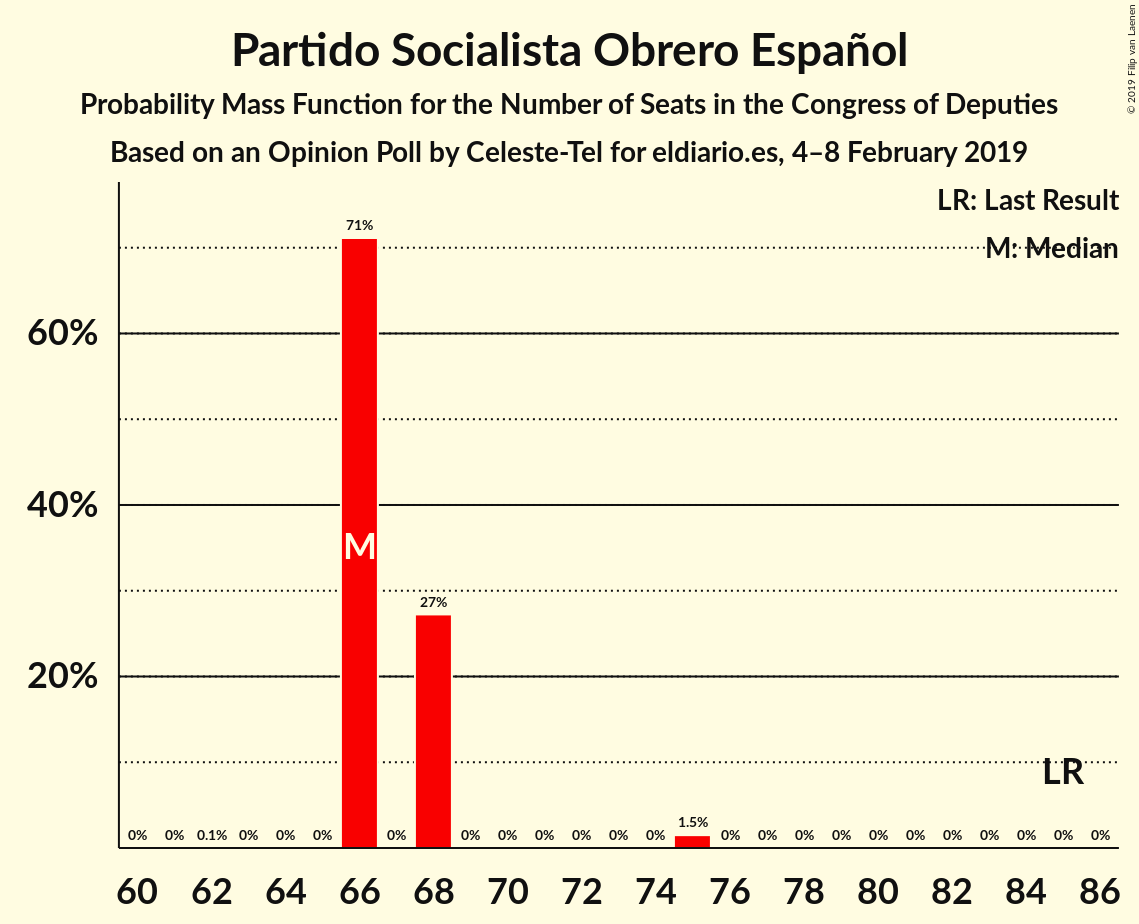 Partido Socialista Obrero Español
Probability Mass Function for the Number of Seats in the Congress of Deputies
Based on an Opinion Poll by Celeste-Tel for eldiario.es, 4–8 February 2019
© 2019 Filip van Laenen
LR: Last Result
M: Median
71%
60%
40%
M
27%
20%
LR
1.5%
0% 0% 0.1% 0% 0% 0% 0% 0% 0% 0% 0% 0% 0% 0% 0% 0% 0% 0% 0% 0% 0% 0% 0% 0%
60 62 64 66 68 70 72 74 76 78 80 82 84 86